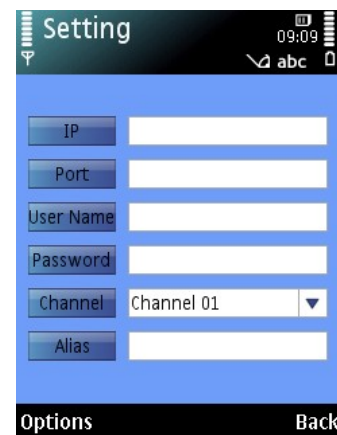 Setting
09:09
abc
IP
Port
User Name
Password
Channel Channel 01
Alias
Options Back